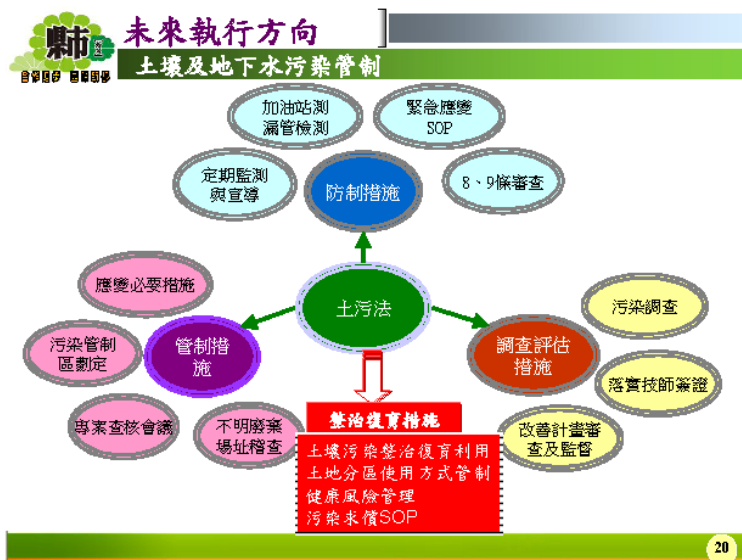 縣市
未來執行方向
土壤及地下水污染管制
加油站測
漏管檢測
緊急應變
SOP
定期監測
與宣導
防制措施
8、9條審查
土污法
應變必要措施
污染管制
區劃定
管制措
施
專案查核會議
不明廢棄
場址稽查
調查評估
措施
污染調查
落實技師簽證
改善計畫審
查及監督
整治復育措施
土壤污染整治復育利用
土地分區使用方式管制
健康風險管理
污染求償SOP
20